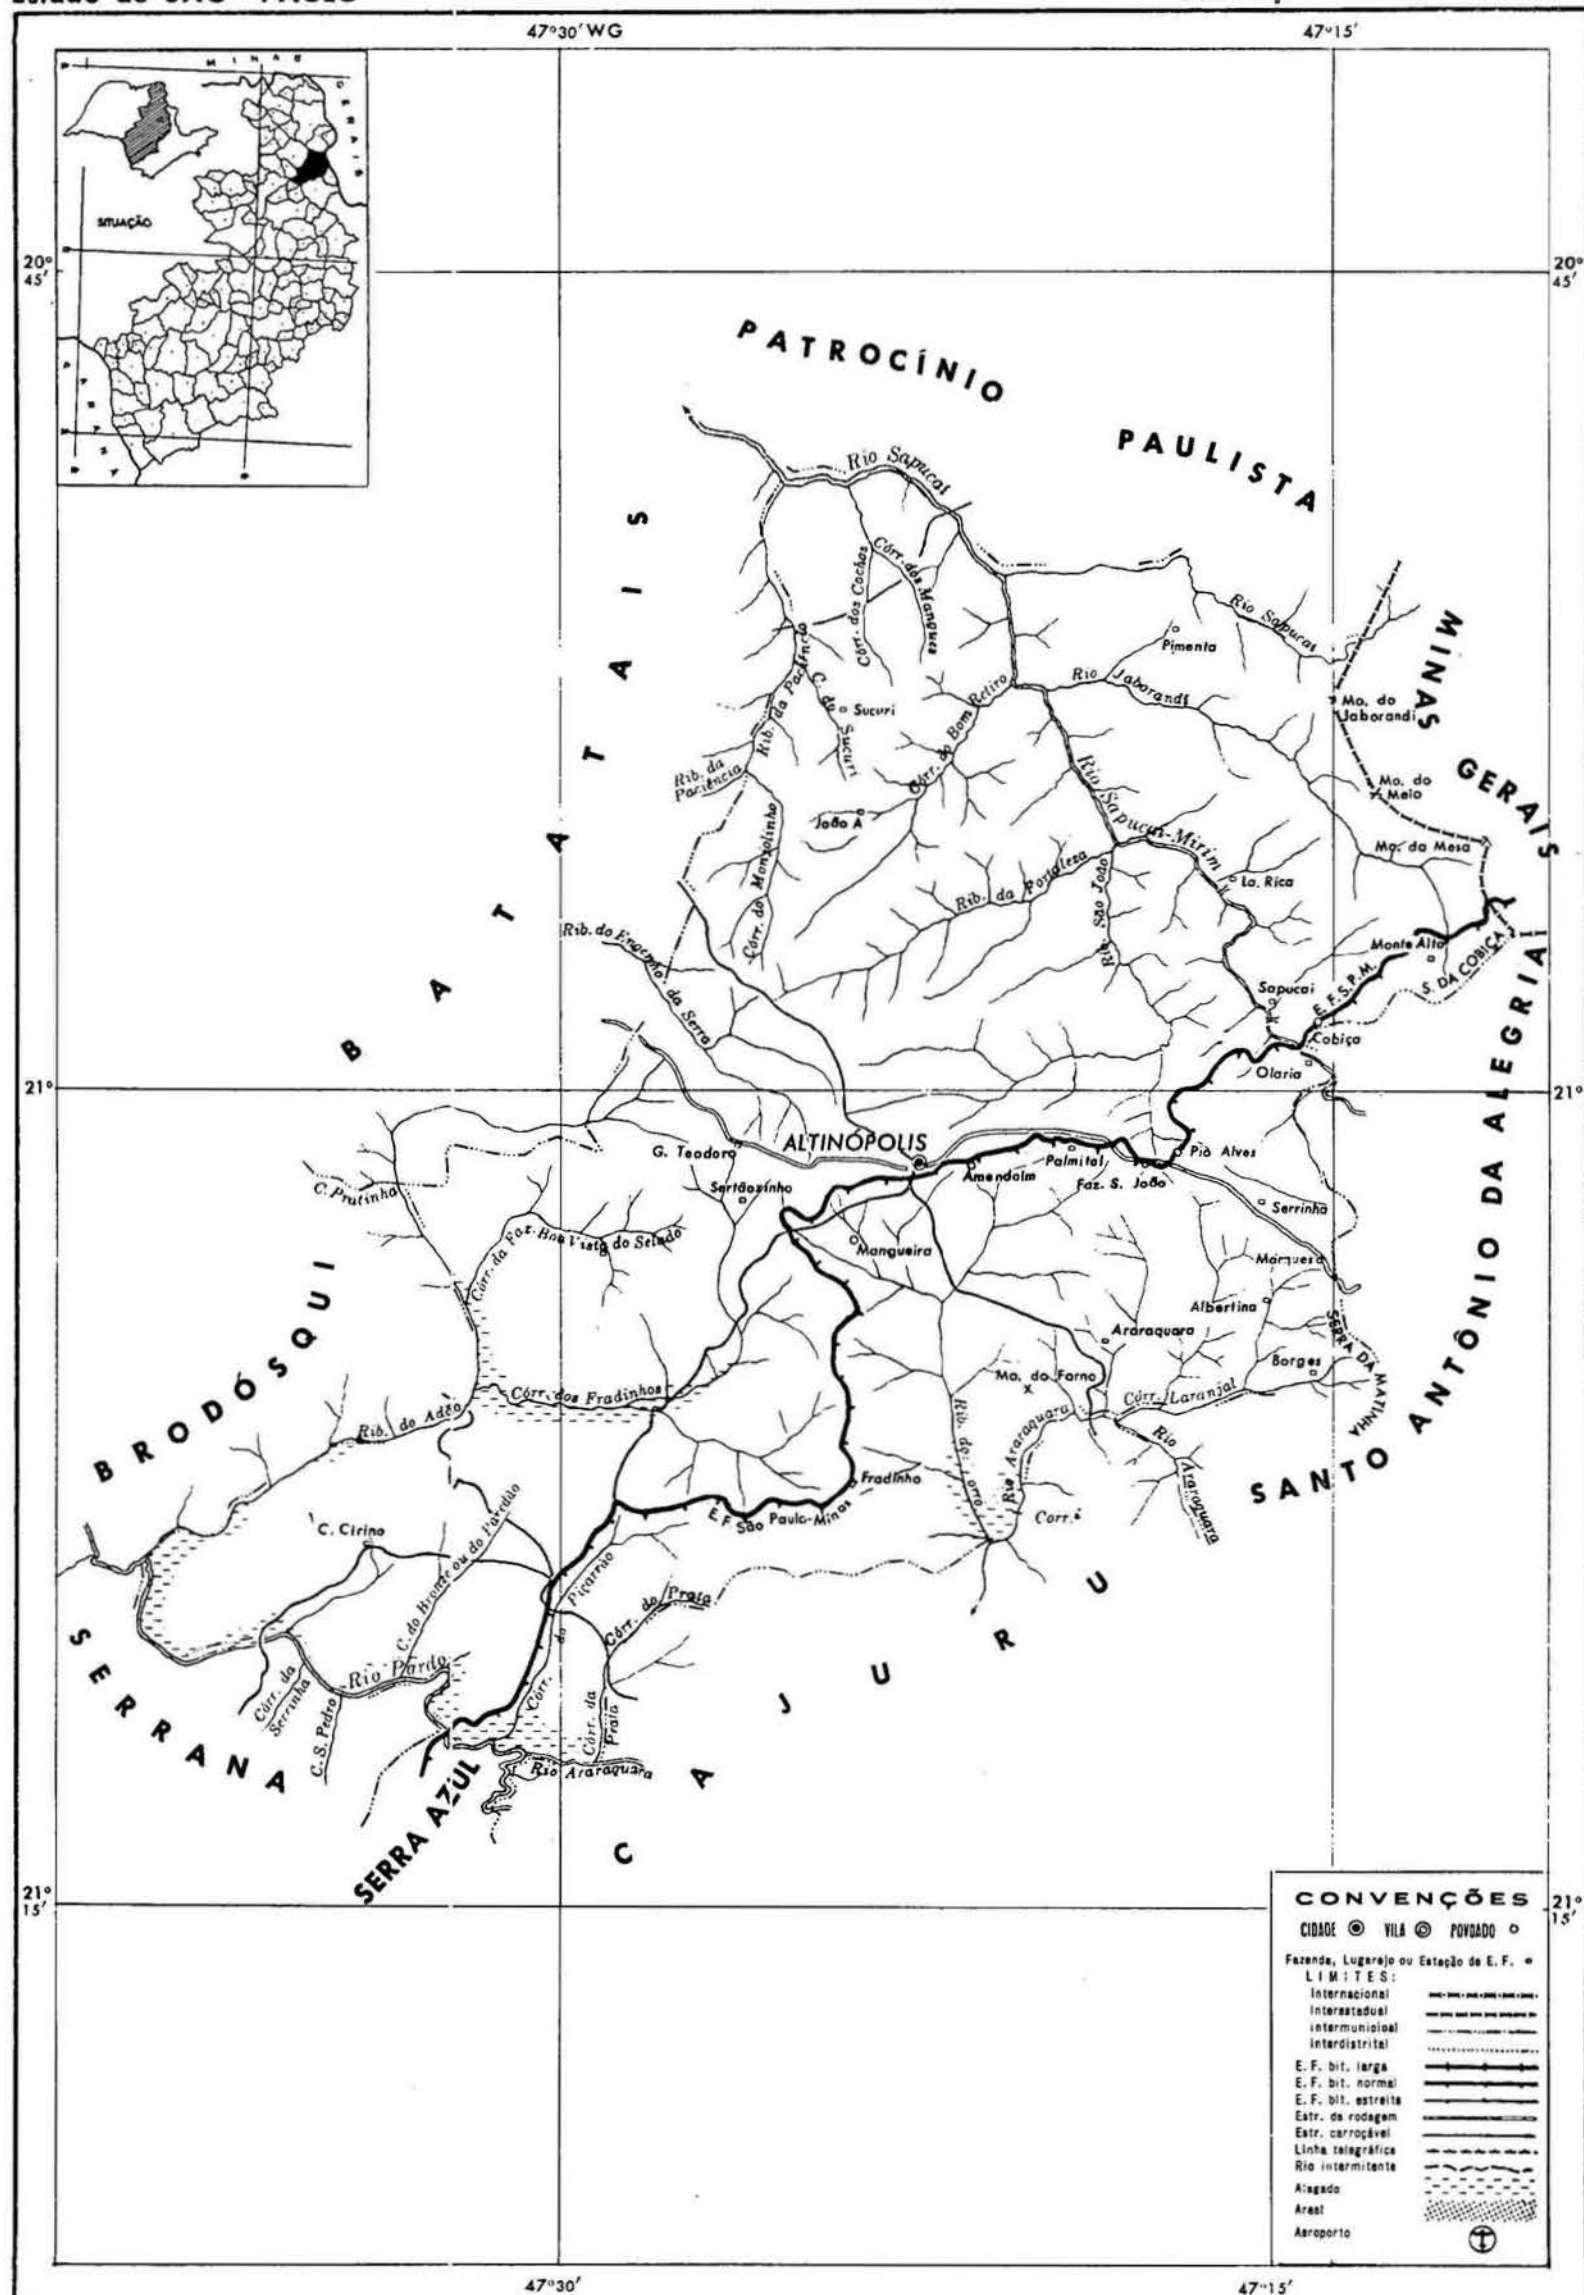 47°30' WG
47°15'
MINAS GERAIS
SITUAÇÃO
PARANÁ
20° 45'
20° 45'
PATROCÍNIO
PAULISTA
BATATAIS
MINAS GERAIS
Rio Sapucaí
Córr. dos Cochos
Córr. dos Mangues
Rio Sapucaí
Pimenta
Rio Jaborandí
Mo. do Jaborandi
Rib. da Paciência
C. da Sucuri
Sucuri
Córr. do Bom Retiro
Rib. da Paciência
Mo. do Meio
João A
Rio Sapucaí-Mirim
Córr. do Monjolinho
Mo. da Mesa
Rib. da Fortaleza
Rib. São João
La. Rica
Rib. do Engenho da Serra
Monte Alto
S. DA COBIÇA
Sapucaí
E. F. S. P. M.
Cobiça
Olaria
21°
21°
ALTINÓPOLIS
G. Teodoro
Sertãozinho
Amendoim
Palmital
Faz. S. João
Pió Alves
C. Pratinha
Serrinha
Córr. da Faz. Boa Vista do Selado
Mangueira
Marquesa
Albertina
SERRA DA MATINHA
Araraquara
Borges
Mo. do Forno
Córr. Laranjal
Córr. dos Fradinhos
Rib. do Adão
Rio Araraquara
Rio Araraquara
BRODÓSQUI
SANTO ANTÔNIO DA ALEGRIA
Fradinho
E. F. São Paulo-Minas
Corr.
C. Cirino
C. do Bronze ou do Paredão
Córr. do Piçarrão
Córr. do Prata
Rio Pardo
Córr. da Serrinha
C. S. Pedro
Córr. da Prata
Rio Araraquara
SERRANA
SERRA AZUL
CAJURU
21° 15'
21° 15'
CONVENÇÕES
CIDADE VILA POVOADO
Fazenda, Lugarejo ou Estação de E. F.
LIMITES:
Internacional
Interestadual
Intermunicipal
Interdistrital
E. F. bit. larga
E. F. bit. normal
E. F. bit. estreita
Estr. de rodagem
Estr. carroçável
Linha telegráfica
Rio intermitente
Alagado
Areal
Aeroporto
47°30'
47°15'